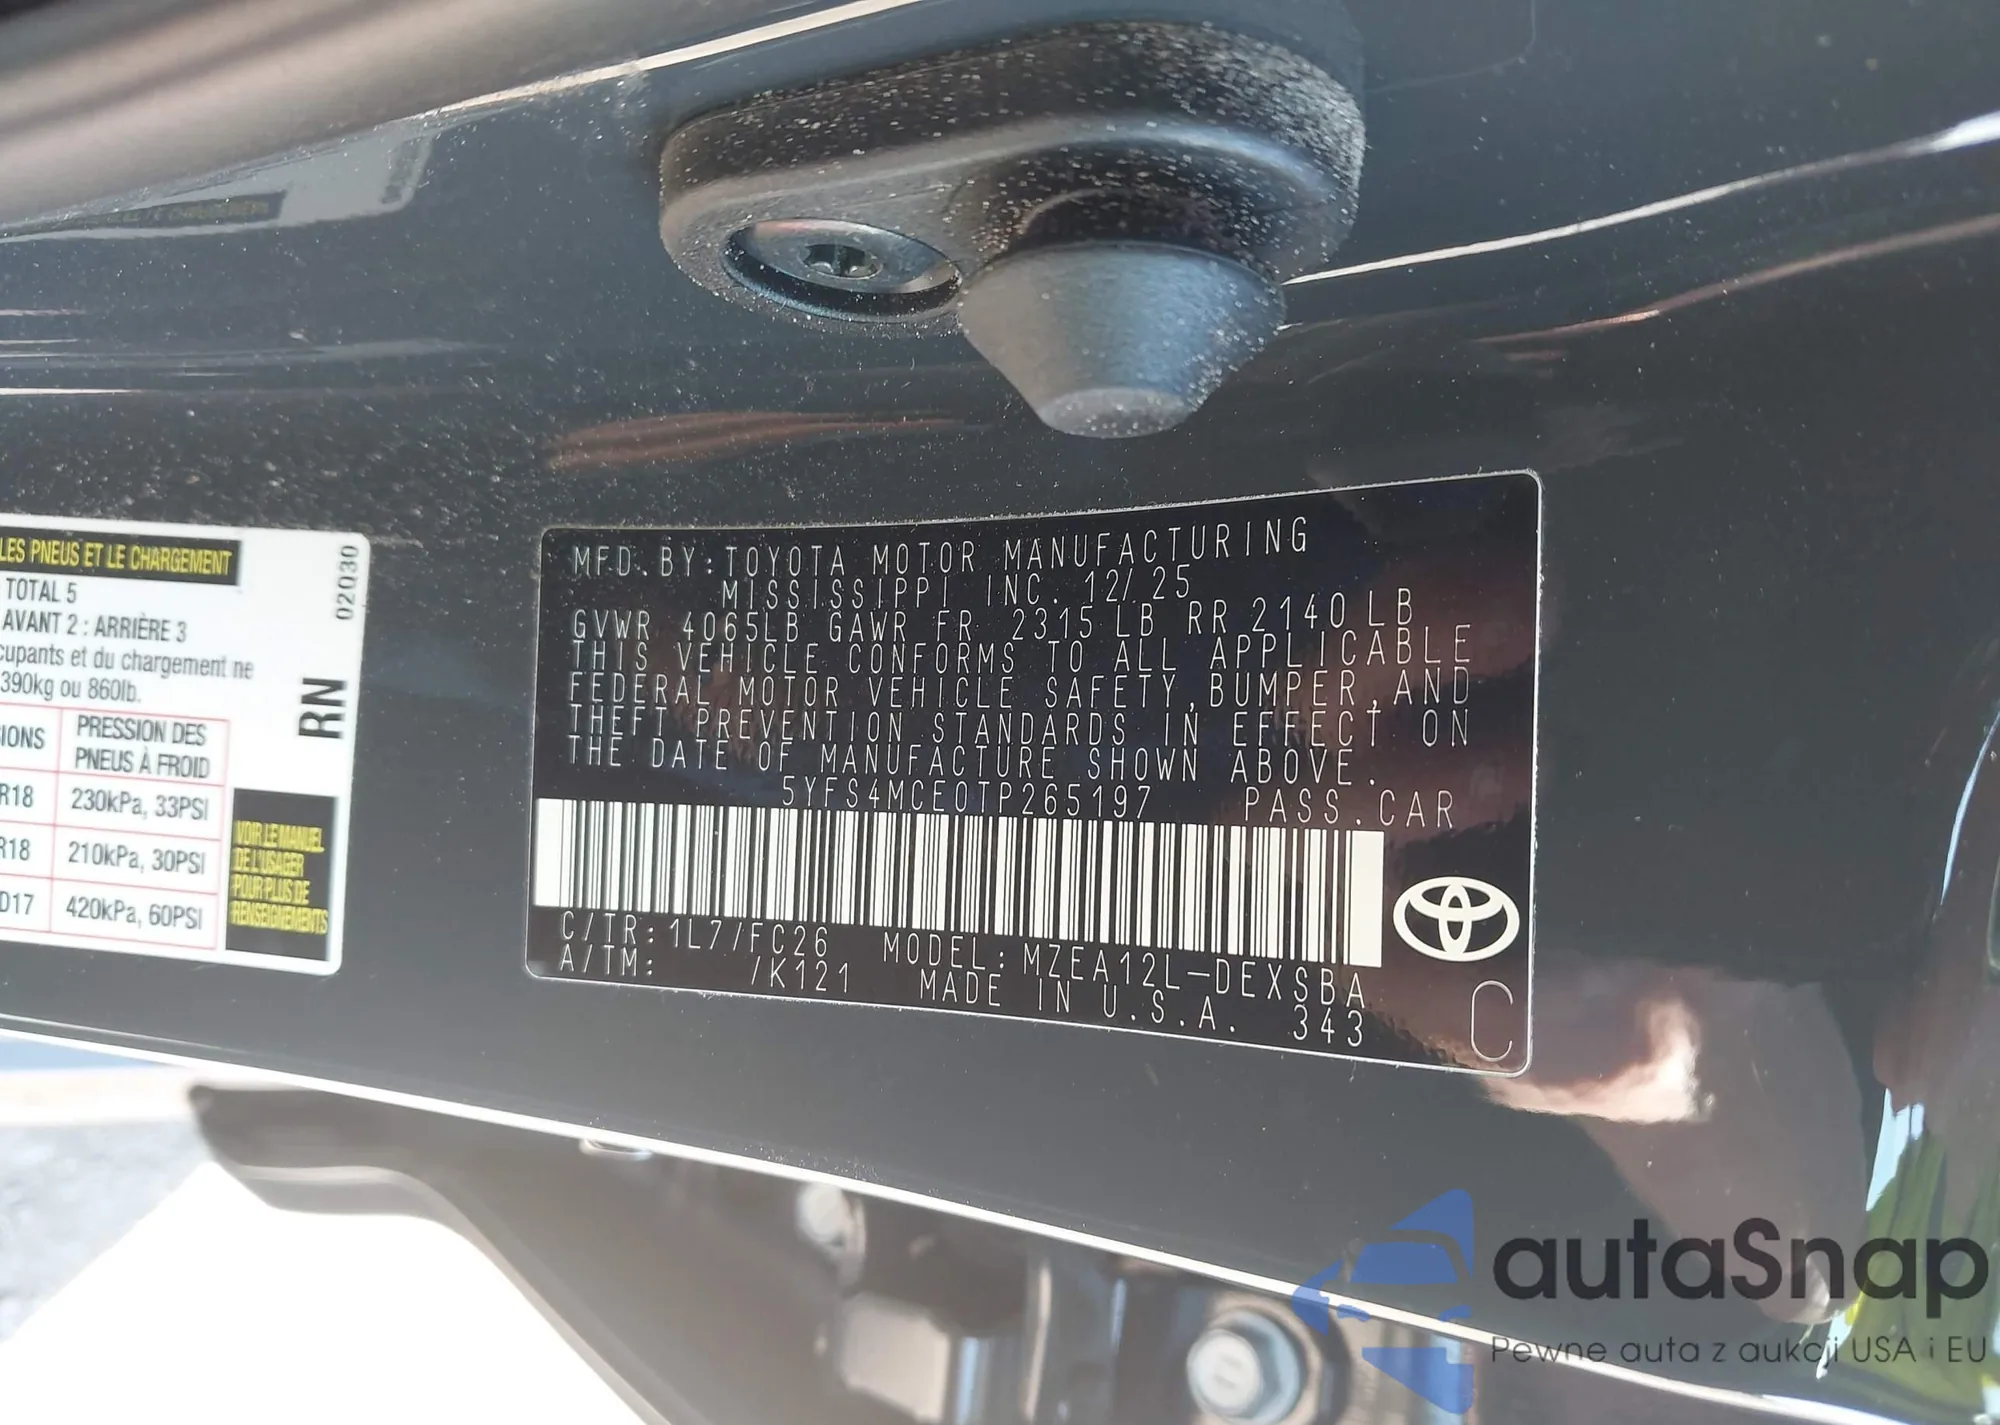 LES PNEUS ET LE CHARGEMENT
TOTAL 5
AVANT 2 : ARRIÈRE 3
cupants et du chargement ne
390kg ou 860lb.
IONS
PRESSION DES
PNEUS À FROID
R18
230kPa, 33PSI
R18
210kPa, 30PSI
D17
420kPa, 60PSI
VOIR LE MANUEL
DE L'USAGER
POUR PLUS DE
RENSEIGNEMENTS
RN
02Q30
MFD. BY: TOYOTA MOTOR MANUFACTURING
MISSISSIPPI INC. 12/25
GVWR 4065LB GAWR FR 2315 LB RR 2140 LB
THIS VEHICLE CONFORMS TO ALL APPLICABLE
FEDERAL MOTOR VEHICLE SAFETY, BUMPER, AND
THEFT PREVENTION STANDARDS IN EFFECT ON
THE DATE OF MANUFACTURE SHOWN ABOVE.
5YFS4MCE0TP265197 PASS. CAR
C/TR: 1L7/FC26 MODEL: MZEA12L-DEXSBA
A/TM: /K121 MADE IN U.S.A. 343
C
autaSnap
Pewne auta z aukcji USA i EU